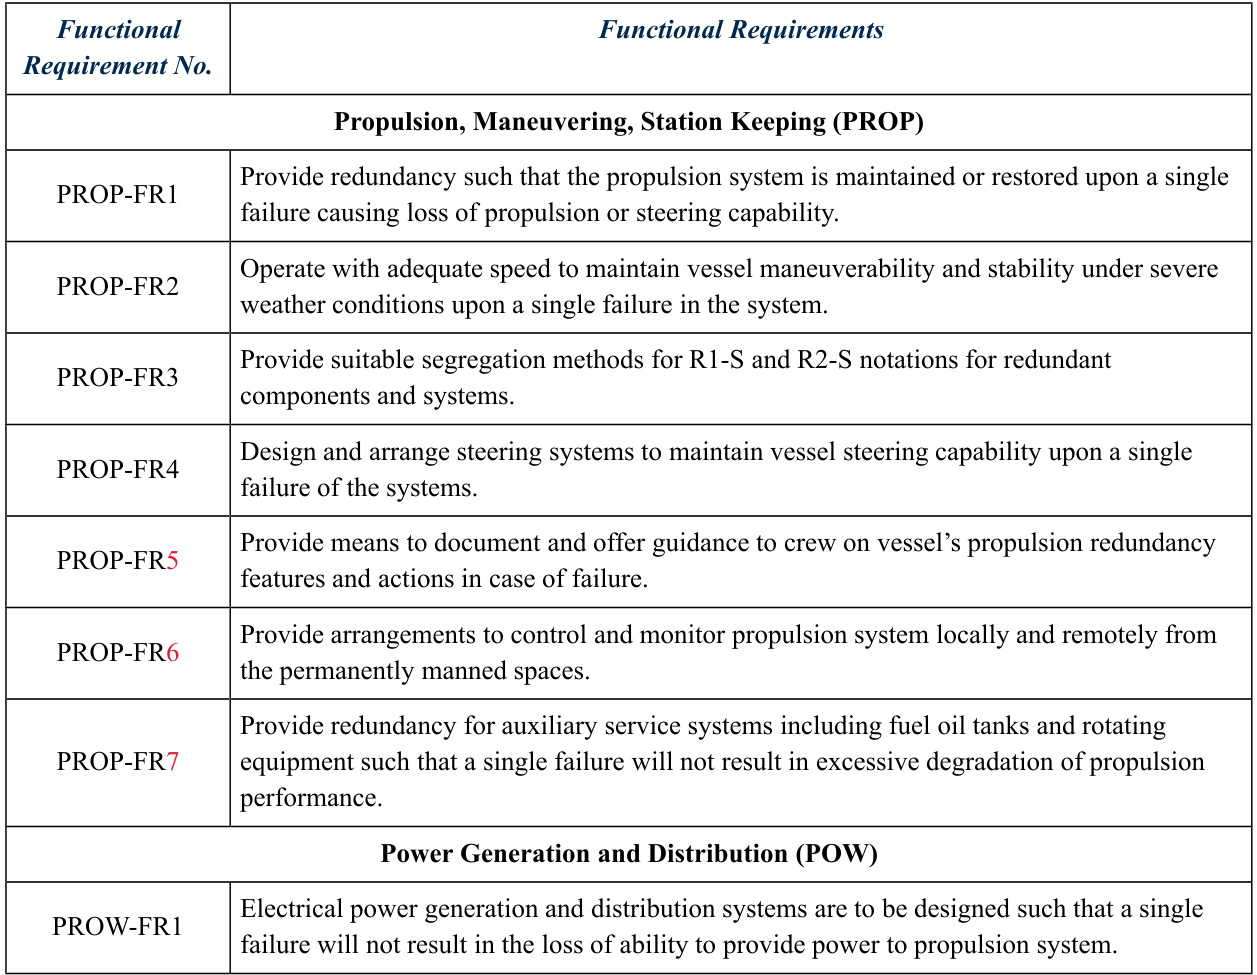 Functional
Requirement No.
Functional Requirements
Propulsion, Maneuvering, Station Keeping (PROP)
PROP-FR1
Provide redundancy such that the propulsion system is maintained or restored upon a single
failure causing loss of propulsion or steering capability.
PROP-FR2
Operate with adequate speed to maintain vessel maneuverability and stability under severe
weather conditions upon a single failure in the system.
PROP-FR3
Provide suitable segregation methods for R1-S and R2-S notations for redundant
components and systems.
PROP-FR4
Design and arrange steering systems to maintain vessel steering capability upon a single
failure of the systems.
PROP-FR5
Provide means to document and offer guidance to crew on vessel’s propulsion redundancy
features and actions in case of failure.
PROP-FR6
Provide arrangements to control and monitor propulsion system locally and remotely from
the permanently manned spaces.
PROP-FR7
Provide redundancy for auxiliary service systems including fuel oil tanks and rotating
equipment such that a single failure will not result in excessive degradation of propulsion
performance.
Power Generation and Distribution (POW)
PROW-FR1
Electrical power generation and distribution systems are to be designed such that a single
failure will not result in the loss of ability to provide power to propulsion system.